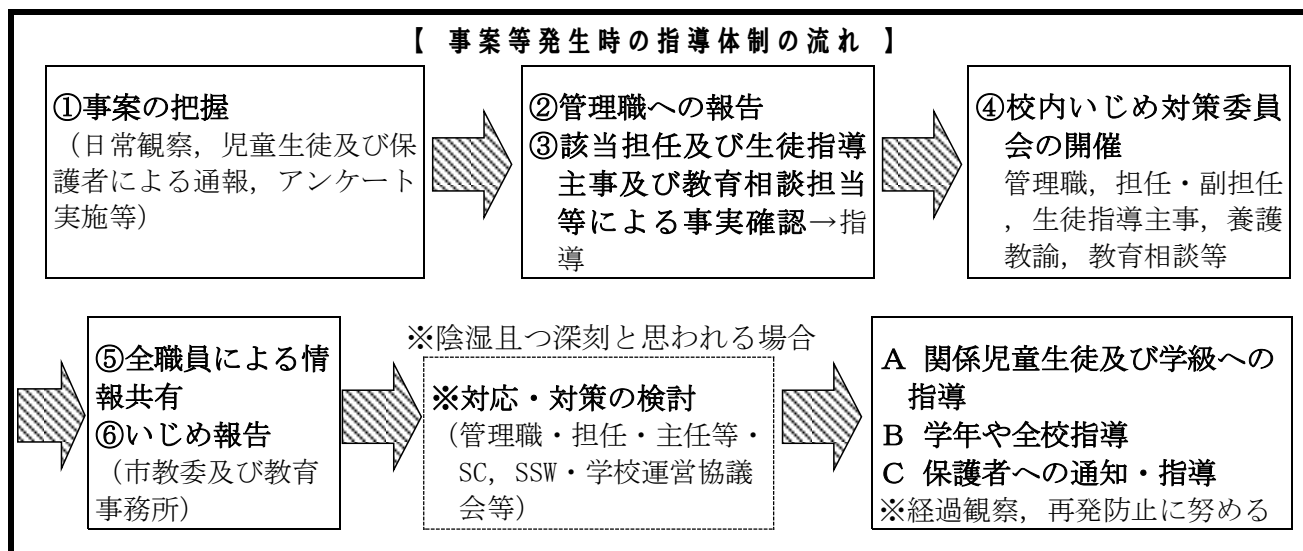 【 事案等発生時の指導体制の流れ 】
①事案の把握
（日常観察，児童生徒及び保
護者による通報，アンケート
実施等）
②管理職への報告
③該当担任及び生徒指導
主事及び教育相談担当
等による事実確認→指
導
④校内いじめ対策委員
会の開催
管理職，担任・副担任
，生徒指導主事，養護
教諭，教育相談等
⑤全職員による情
報共有
⑥いじめ報告
（市教委及び教育
事務所）
※陰湿且つ深刻と思われる場合
※対応・対策の検討
（管理職・担任・主任等・
SC，SSW・学校運営協議
会等）
A 関係児童生徒及び学級への
指導
B 学年や全校指導
C 保護者への通知・指導
※経過観察，再発防止に努める